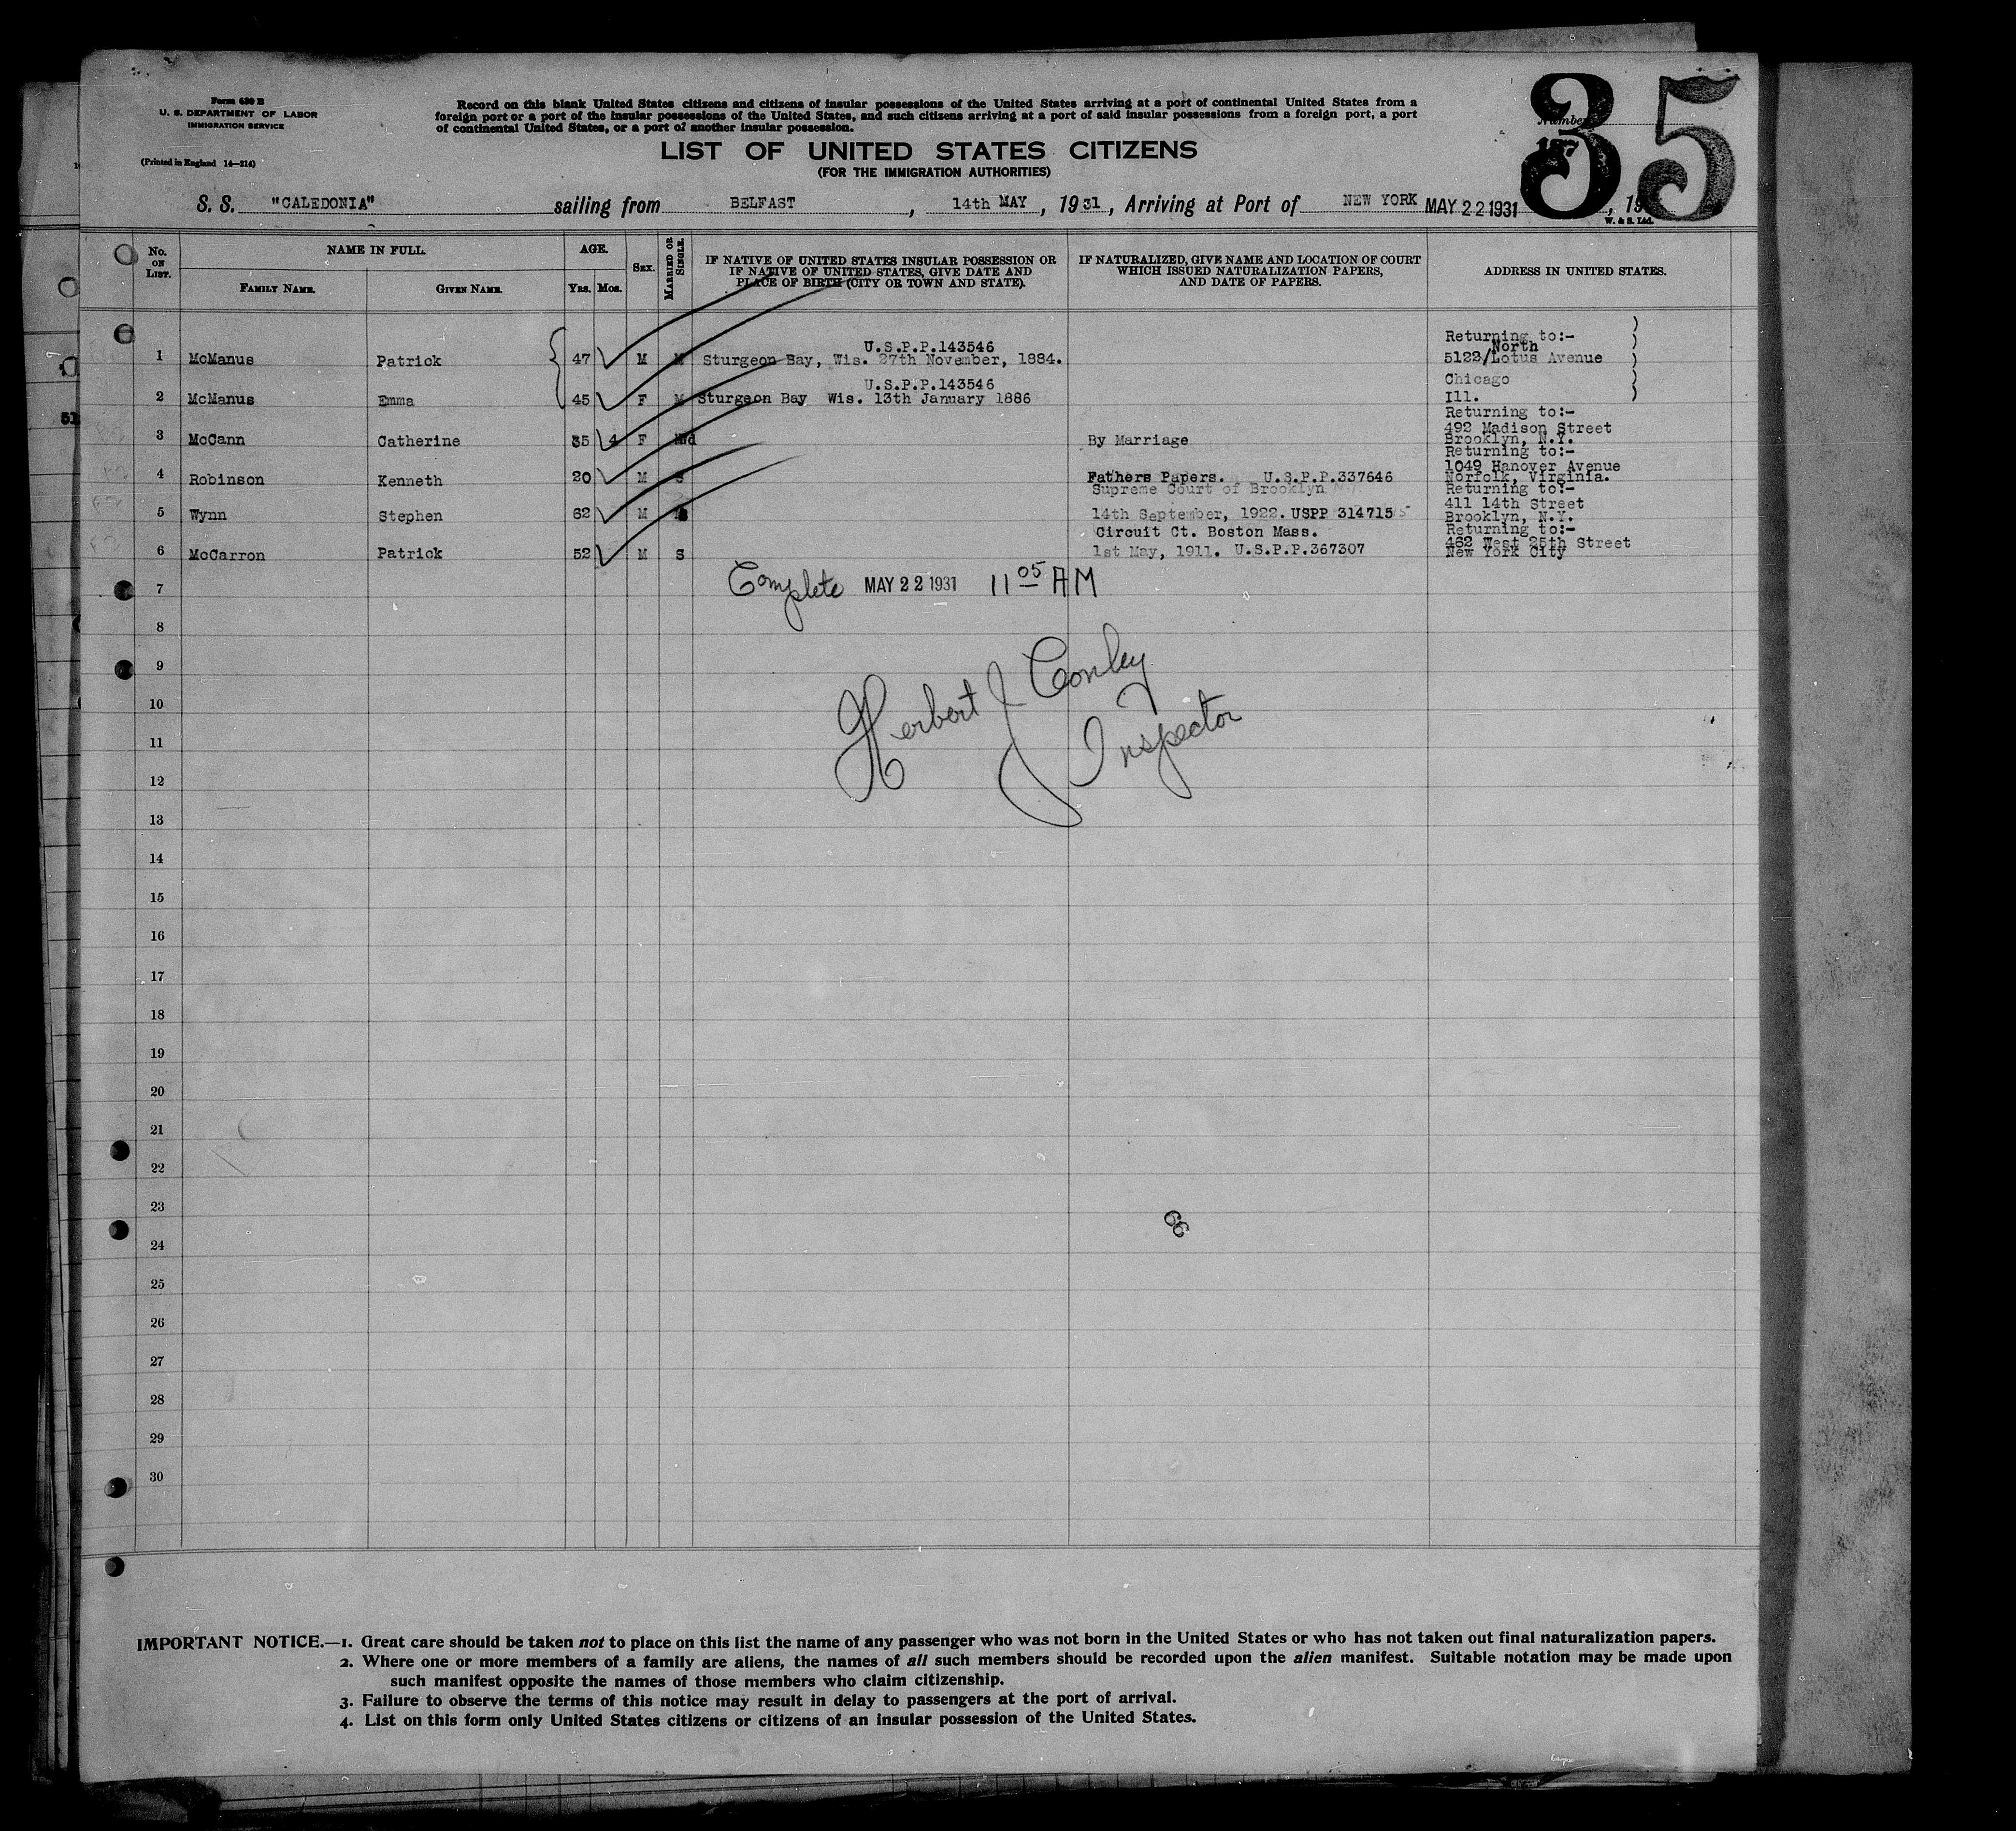 Form 630 B
U. S. DEPARTMENT OF LABOR
IMMIGRATION SERVICE
(Printed in England 14—214)
Record on this blank United States citizens and citizens of insular possessions of the United States arriving at a port of continental United States from a
foreign port or a port of the insular possessions of the United States, and such citizens arriving at a port of said insular possessions from a foreign port, a port
of continental United States, or a port of another insular possession.
LIST OF UNITED STATES CITIZENS
(FOR THE IMMIGRATION AUTHORITIES)
Number
35
S. S. "CALEDONIA" sailing from BELFAST, 14th MAY, 1931, Arriving at Port of NEW YORK MAY 22 1931, 19
W. & S. Ltd.
No. ON LIST.
NAME IN FULL.
FAMILY NAME.
GIVEN NAME.
AGE.
Yrs. Mos.
SEX.
MARRIED OR SINGLE.
IF NATIVE OF UNITED STATES INSULAR POSSESSION OR
IF NATIVE OF UNITED STATES, GIVE DATE AND
PLACE OF BIRTH (CITY OR TOWN AND STATE).
IF NATURALIZED, GIVE NAME AND LOCATION OF COURT
WHICH ISSUED NATURALIZATION PAPERS,
AND DATE OF PAPERS.
ADDRESS IN UNITED STATES.
U.S.P.P.143546
1 McManus Patrick 47 M M Sturgeon Bay, Wis. 27th November, 1884.
Returning to:-
North
5122/Lotus Avenue
Chicago
Ill.
U.S.P.P.143546
2 McManus Emma 45 F M Sturgeon Bay Wis. 13th January 1886
3 McCann Catherine 35 4 F By Marriage
Returning to:-
492 Madison Street
Brooklyn, N.Y.
4 Robinson Kenneth 20 M S Fathers Papers. U.S.P.P.337646
Returning to:-
1049 Hanover Avenue
Norfolk, Virginia.
Supreme Court of Brooklyn N.Y.
5 Wynn Stephen 62 M 14th September, 1922. USPP 314715
Returning to:-
411 14th Street
Brooklyn, N.Y.
Circuit Ct. Boston Mass.
6 McCarron Patrick 52 M S 1st May, 1911. U.S.P.P.367307
Returning to:-
462 West 25th Street
New York City
7
Complete MAY 22 1931 11 05 AM
8
9
Herbert J Conley
Inspector
10
11
12
13
14
15
16
17
18
19
20
21
22
23
24
25
26
27
28
29
30
IMPORTANT NOTICE.—1. Great care should be taken not to place on this list the name of any passenger who was not born in the United States or who has not taken out final naturalization papers.
2. Where one or more members of a family are aliens, the names of all such members should be recorded upon the alien manifest. Suitable notation may be made upon
such manifest opposite the names of those members who claim citizenship.
3. Failure to observe the terms of this notice may result in delay to passengers at the port of arrival.
4. List on this form only United States citizens or citizens of an insular possession of the United States.